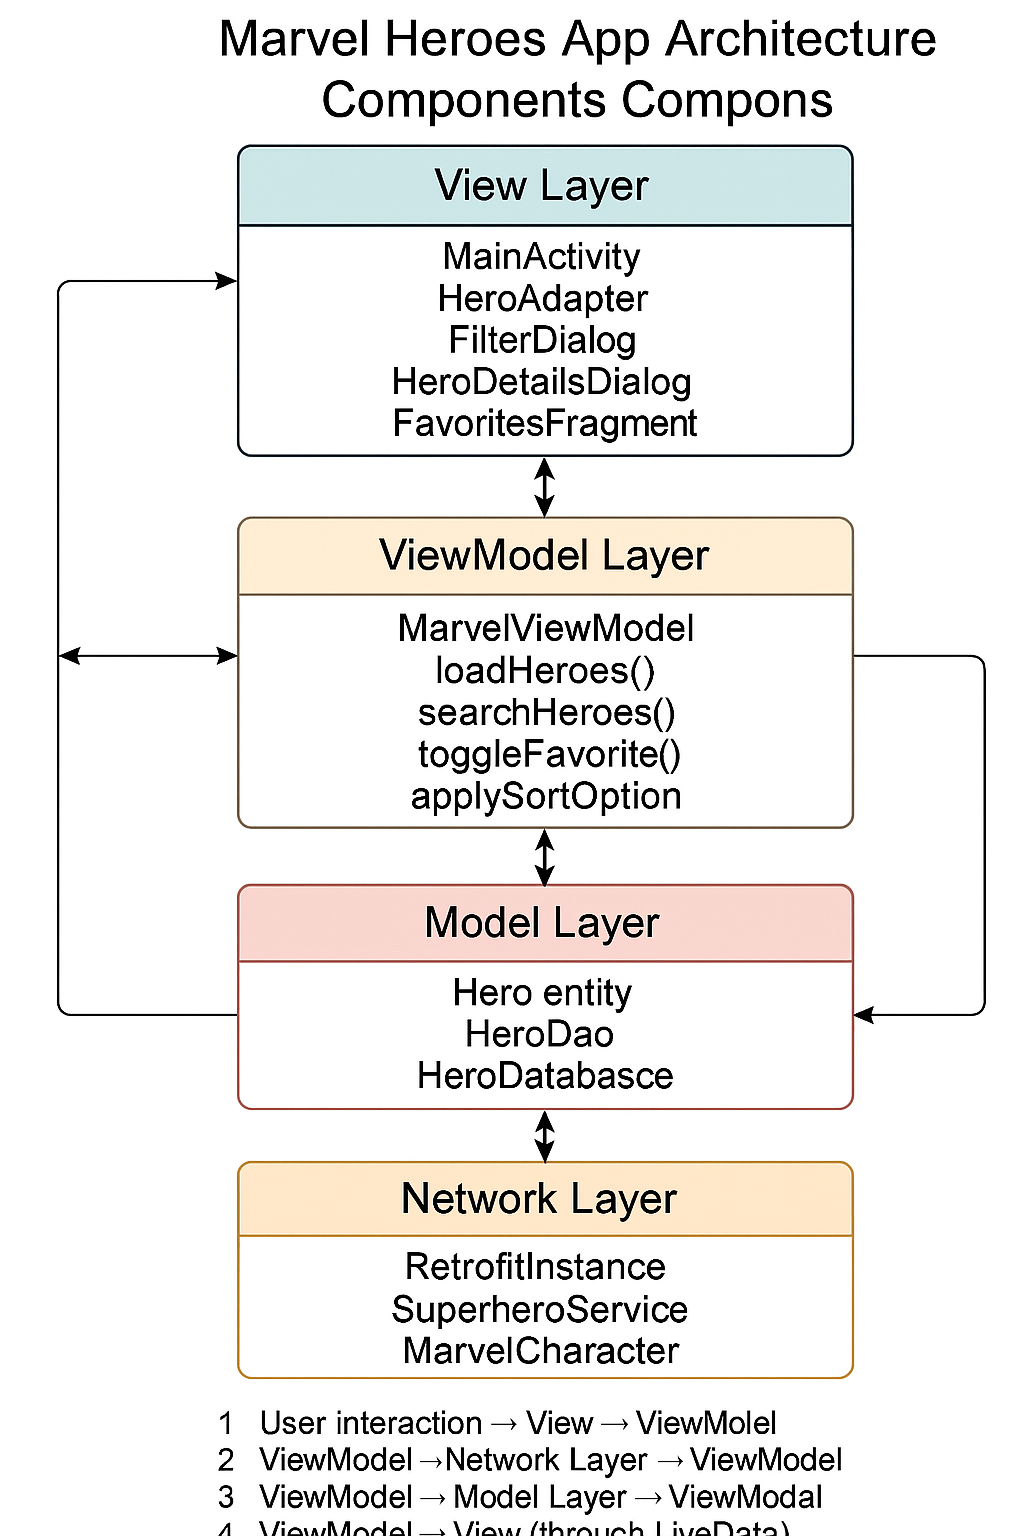 Marvel Heroes App Architecture
Components Compons
View Layer
MainActivity
HeroAdapter
FilterDialog
HeroDetailsDialog
FavoritesFragment
ViewModel Layer
MarvelViewModel
loadHeroes()
searchHeroes()
toggleFavorite()
applySortOption
Model Layer
Hero entity
HeroDao
HeroDatabasce
Network Layer
RetrofitInstance
SuperheroService
MarvelCharacter
1 User interaction → View → ViewMolel
2 ViewModel →Network Layer → ViewModel
3 ViewModel → Model Layer → ViewModal
4 ViewModel → View (through LiveData)